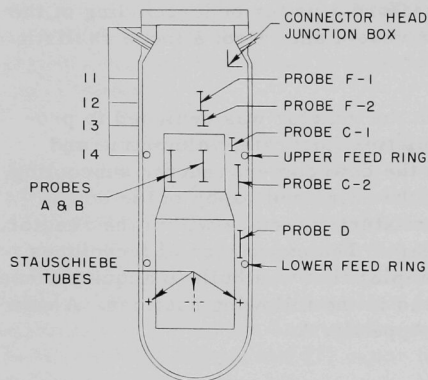 CONNECTOR HEAD
JUNCTION BOX
11
12
13
14
PROBE F-1
PROBE F-2
PROBE C-1
UPPER FEED RING
PROBES
A & B
PROBE C-2
PROBE D
STAUSCHIEBE
TUBES
LOWER FEED RING